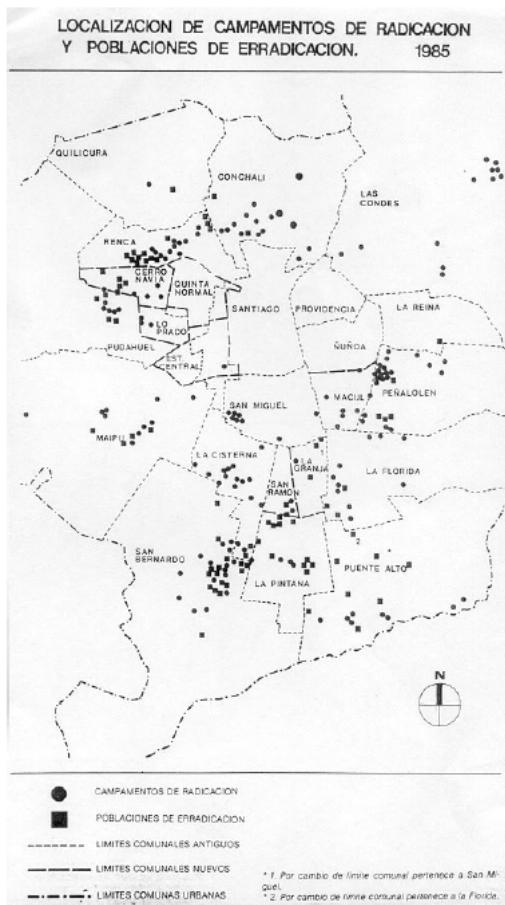 LOCALIZACION DE CAMPAMENTOS DE RADICACION
Y POBLACIONES DE ERRADICACION. 1985
QUILICURA
CONCHALI
LAS
CONDES
RENCA
CERRO
NAVIA
QUINTA
NORMAL
SANTIAGO
PROVIDENCIA
LA REINA
LO
PRADO
PUDAHUEL
EST.
CENTRAL
ÑUÑOA
MACUL
PEÑALOLEN
SAN MIGUEL
MAIPU
LA CISTERNA
LA
GRANJA
LA FLORIDA
SAN
RAMON
2
SAN
BERNARDO
LA PINTANA
PUENTE ALTO
N
CAMPAMENTOS DE RADICACION
POBLACIONES DE ERRADICACION
LIMITES COMUNALES ANTIGUOS
LIMITES COMUNALES NUEVOS
LIMITES COMUNAS URBANAS
* 1. Por cambio de limite comunal pertenece a San Mi-
guel.
* 2. Por cambio de limite comunal pertenece a la Florida.